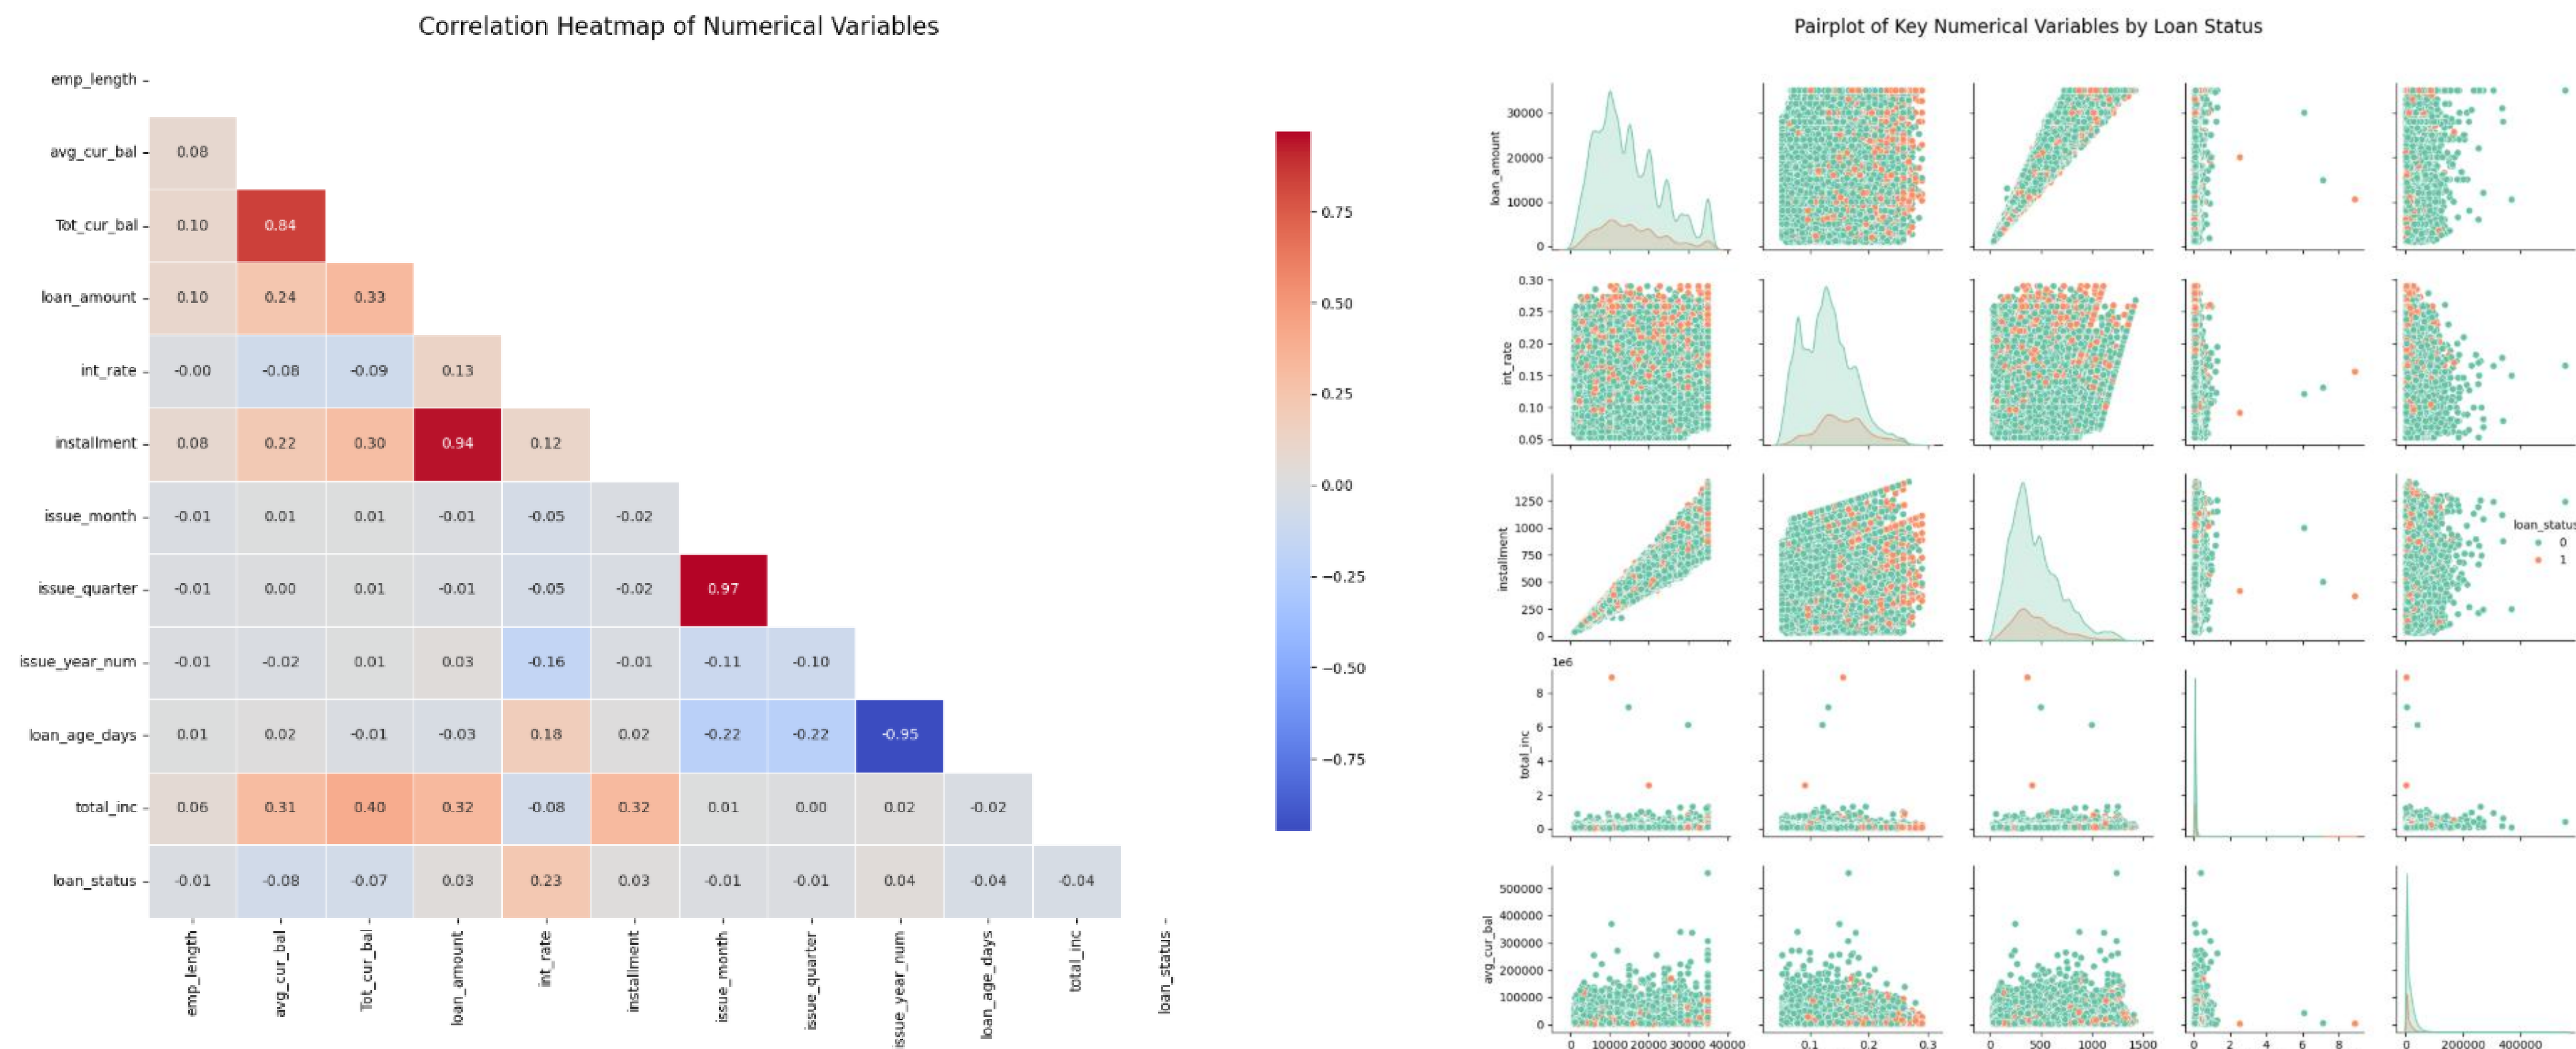 Correlation Heatmap of Numerical Variables
emp_length
avg_cur_bal 0.08
Tot_cur_bal 0.10 0.84
loan_amount 0.10 0.24 0.33
int_rate -0.00 -0.08 -0.09 0.13
installment 0.08 0.22 0.30 0.94 0.12
issue_month -0.01 0.01 0.01 -0.01 -0.05 -0.02
issue_quarter -0.01 0.00 0.01 -0.01 -0.05 -0.02 0.97
issue_year_num -0.01 -0.02 0.01 0.03 -0.16 -0.01 -0.11 -0.10
loan_age_days 0.01 0.02 -0.01 -0.03 0.18 0.02 -0.22 -0.22 -0.95
total_inc 0.06 0.31 0.40 0.32 -0.08 0.32 0.01 0.00 0.02 -0.02
loan_status -0.01 -0.08 -0.07 0.03 0.23 0.03 -0.01 -0.01 0.04 -0.04 -0.04
emp_length avg_cur_bal Tot_cur_bal loan_amount int_rate installment issue_month issue_quarter issue_year_num loan_age_days total_inc loan_status
0.75
0.50
0.25
0.00
−0.25
−0.50
−0.75
Pairplot of Key Numerical Variables by Loan Status
loan_amount
30000
20000
10000
0
int_rate
0.30
0.25
0.20
0.15
0.10
0.05
installment
1250
1000
750
500
250
0
loan_status
0
1
1e6
total_inc
8
6
4
2
0
avg_cur_bal
500000
400000
300000
200000
100000
0
0 10000 20000 30000 40000
0.1 0.2 0.3
0 500 1000 1500
0 2 4 6 8
0 200000 400000